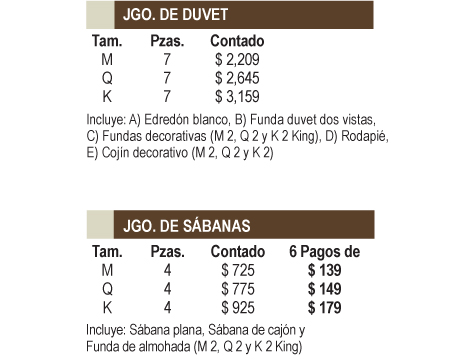 JGO. DE DUVET
Tam. Pzas. Contado
M 7 $ 2,209
Q 7 $ 2,645
K 7 $ 3,159
Incluye: A) Edredón blanco, B) Funda duvet dos vistas,
C) Fundas decorativas (M 2, Q 2 y K 2 King), D) Rodapié,
E) Cojin decorativo (M 2, Q 2 y K 2)
JGO. DE SÁBANAS
Tam. Pzas. Contado 6 Pagos de
M 4 $ 725 $ 139
Q 4 $ 775 $ 149
K 4 $ 925 $ 179
Incluye: Sábana plana, Sábana de cajón y
Funda de almohada (M 2, Q 2 y K 2 King)